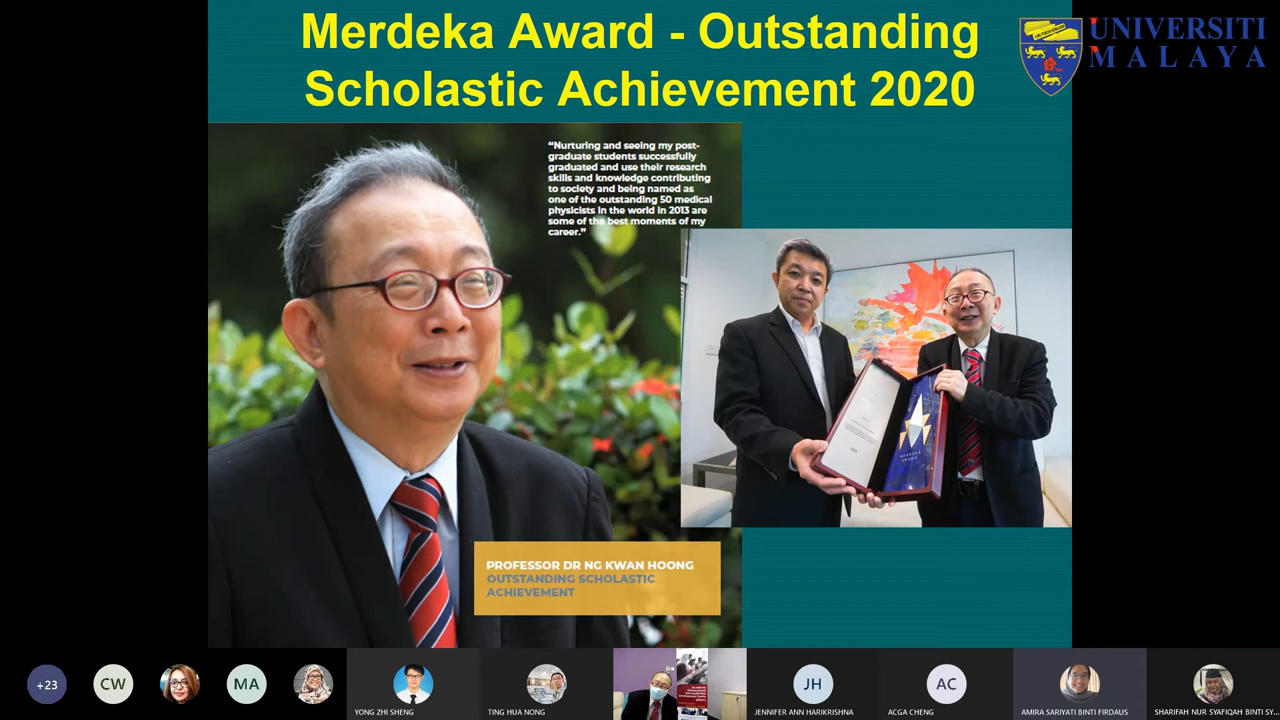 Merdeka Award - Outstanding
Scholastic Achievement 2020
UNIVERSITI
MALAYA
“Nurturing and seeing my post-
graduate students successfully
graduated and use their research
skills and knowledge contributing
to society and being named as
one of the outstanding 50 medical
physicists in the world in 2013 are
some of the best moments of my
career.”
MERDEKA
AWARD
PROFESSOR DR NG KWAN HOONG
OUTSTANDING SCHOLASTIC
ACHIEVEMENT
+23
CW
MA
YONG ZHI SHENG
TING HUA NONG
JH
JENNIFER ANN HARIKRISHNA
AC
ACGA CHENG
AMIRA SARIYATI BINTI FIRDAUS
SHARIFAH NUR SYAFIQAH BINTI SY...